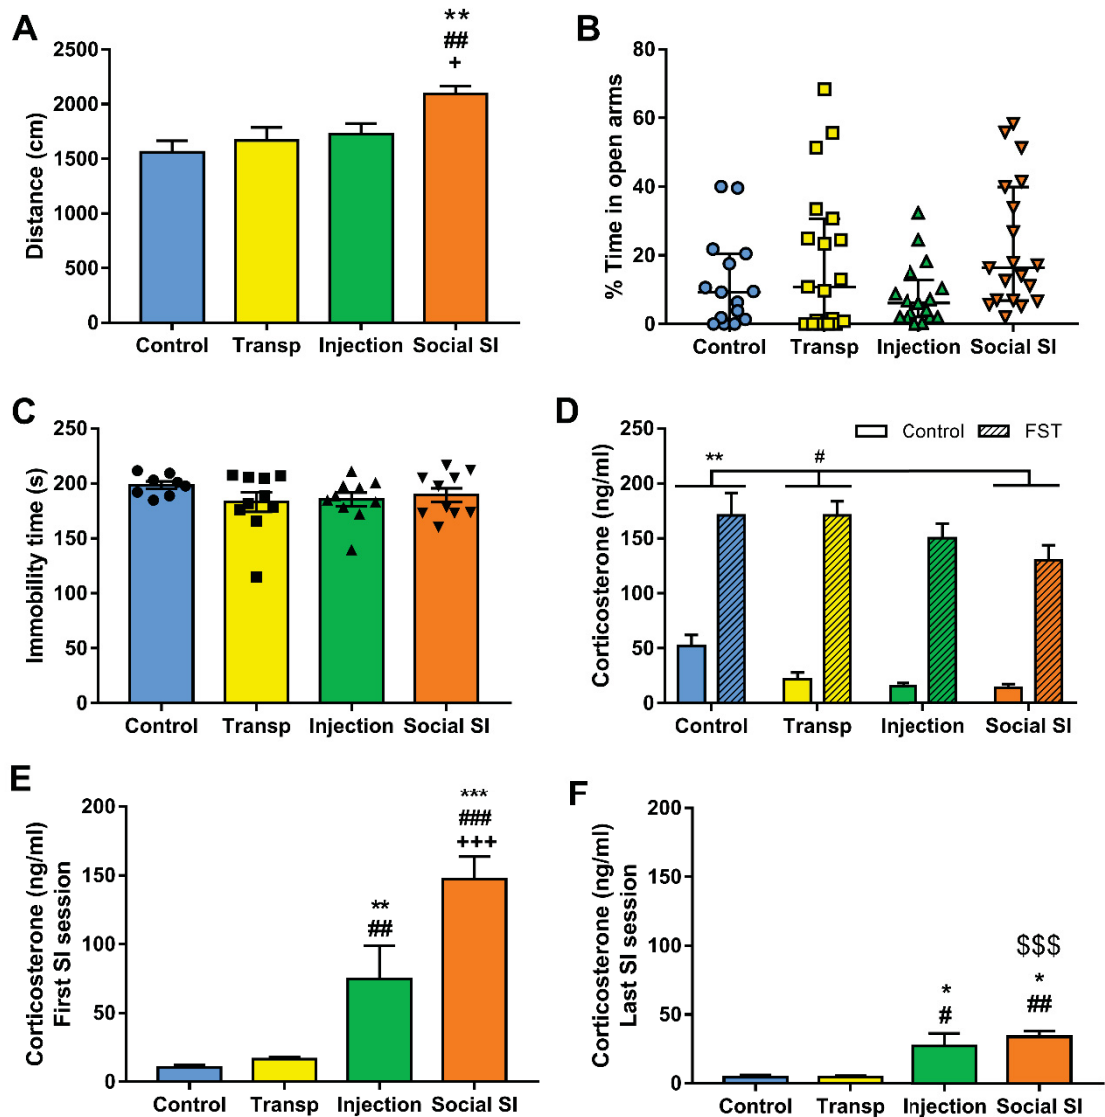 A
**
##
+
2500
2000
1500
1000
500
0
Distance (cm)
Control Transp Injection Social SI
B
80
60
40
20
0
% Time in open arms
Control Transp Injection Social SI
C
250
200
150
100
50
0
Immobility time (s)
Control Transp Injection Social SI
D
Control FST
** #
250
200
150
100
50
0
Corticosterone (ng/ml)
Control Transp Injection Social SI
E
***
###
+++
**
##
200
150
100
50
0
Corticosterone (ng/ml)
First SI session
Control Transp Injection Social SI
F
$$$
* *
# ##
200
150
100
50
0
Corticosterone (ng/ml)
Last SI session
Control Transp Injection Social SI